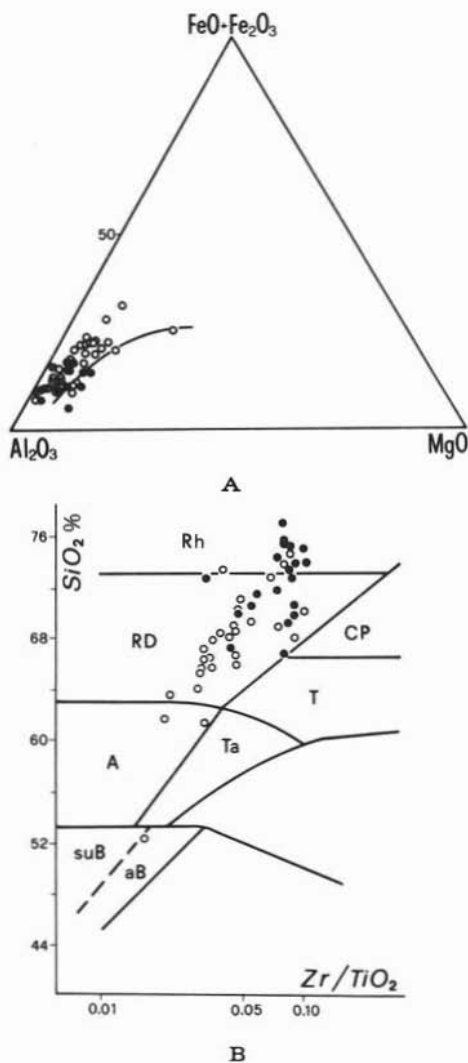 FeO+Fe₂O₃
50
Al₂O₃
MgO
A
SiO₂ %
76
Rh
68
RD
CP
T
60
A
Ta
52
suB
aB
44
Zr/TiO₂
0.01
0.05
0.10
B